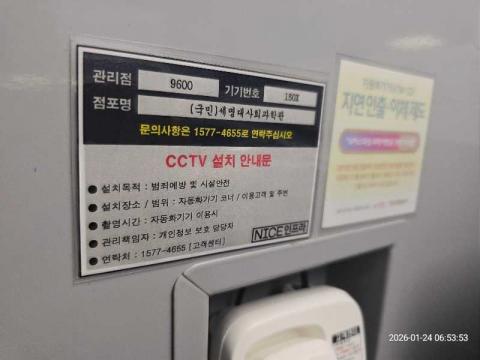 관리점 9600 기기번호 180X
점포명 (국민)세명대사회과학관
문의사항은 1577-4655로 연락주십시오
CCTV 설치 안내문
● 설치목적 : 범죄예방 및 시설안전
● 설치장소 / 범위 : 자동화기기 코너 / 이용고객 및 주변
● 촬영시간 : 자동화기기 이용시
● 관리책임자 : 개인정보 보호 담당자
● 연락처 : 1577-4655 [고객센터]
NICE인프라
지연인출·이체제도
2026-01-24 06:53:53